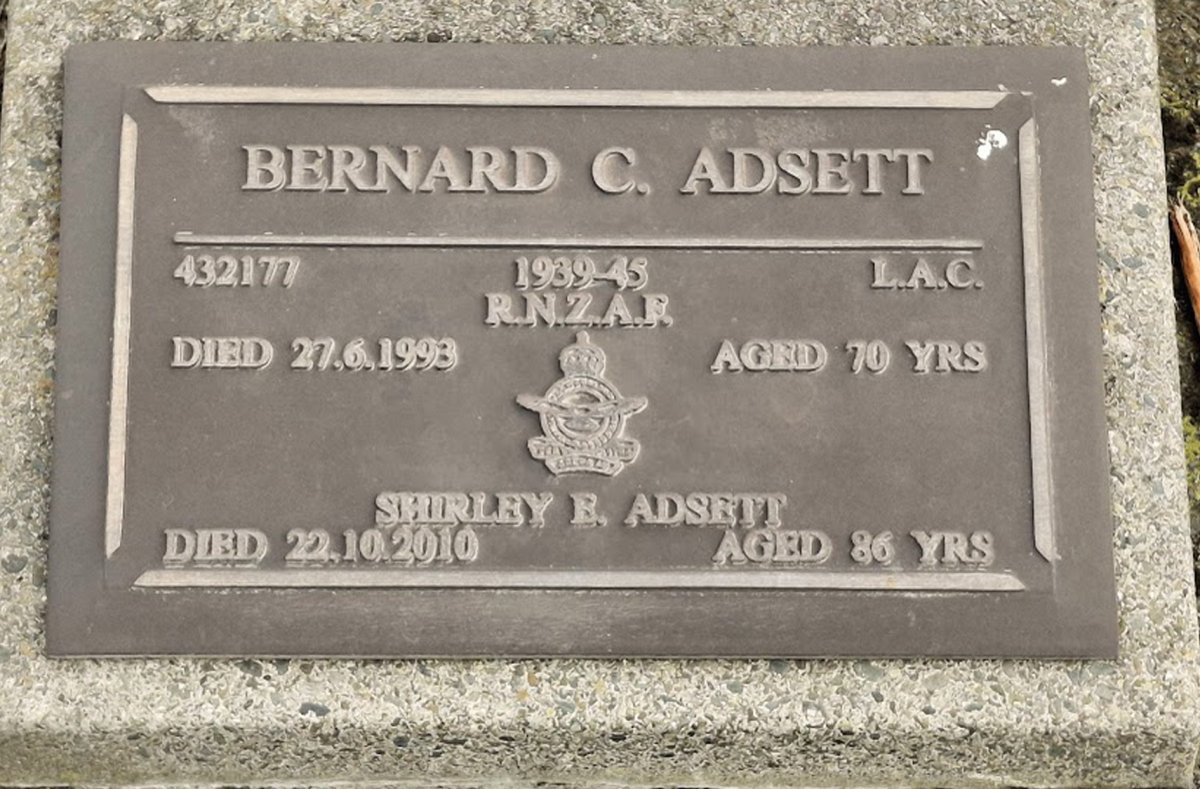 BERNARD C. ADSETT
432177 1939-45 L.A.C.
R.N.Z.A.F.
DIED 27.6.1993 AGED 70 YRS
SHIRLEY E. ADSETT
DIED 22.10.2010 AGED 86 YRS